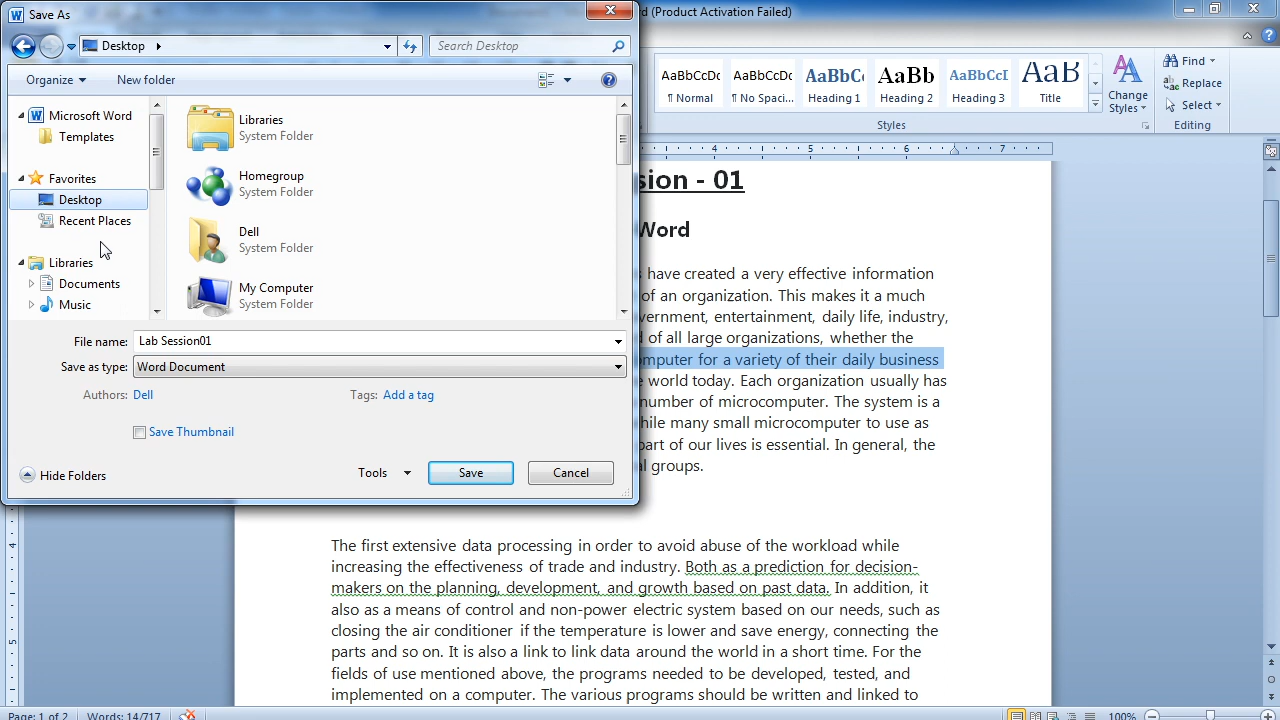 Save As
d (Product Activation Failed)
Desktop
Search Desktop
Organize
New folder
Microsoft Word
Templates
Favorites
Desktop
Recent Places
Libraries
Documents
Music
Libraries
System Folder
Homegroup
System Folder
Dell
System Folder
My Computer
System Folder
File name: Lab Session01
Save as type: Word Document
Authors: Dell
Tags: Add a tag
Save Thumbnail
Hide Folders
Tools
Save
Cancel
AaBbCcDc AaBbCcDc AaBbCc AaBbC AaBbCcI AaB
¶ Normal ¶ No Spaci... Heading 1 Heading 2 Heading 3 Title
Change Styles
Styles
Find
Replace
Select
Editing
4 5 6 7
sion - 01
Word
s have created a very effective information
of an organization. This makes it a much
vernment, entertainment, daily life, industry,
d of all large organizations, whether the
omputer for a variety of their daily business
e world today. Each organization usually has
number of microcomputer. The system is a
hile many small microcomputer to use as
part of our lives is essential. In general, the
al groups.
The first extensive data processing in order to avoid abuse of the workload while
increasing the effectiveness of trade and industry. Both as a prediction for decision-
makers on the planning, development, and growth based on past data. In addition, it
also as a means of control and non-power electric system based on our needs, such as
closing the air conditioner if the temperature is lower and save energy, connecting the
parts and so on. It is also a link to link data around the world in a short time. For the
fields of use mentioned above, the programs needed to be developed, tested, and
implemented on a computer. The various programs should be written and linked to
4
5
Page: 1 of 2 Words: 14/717 100%